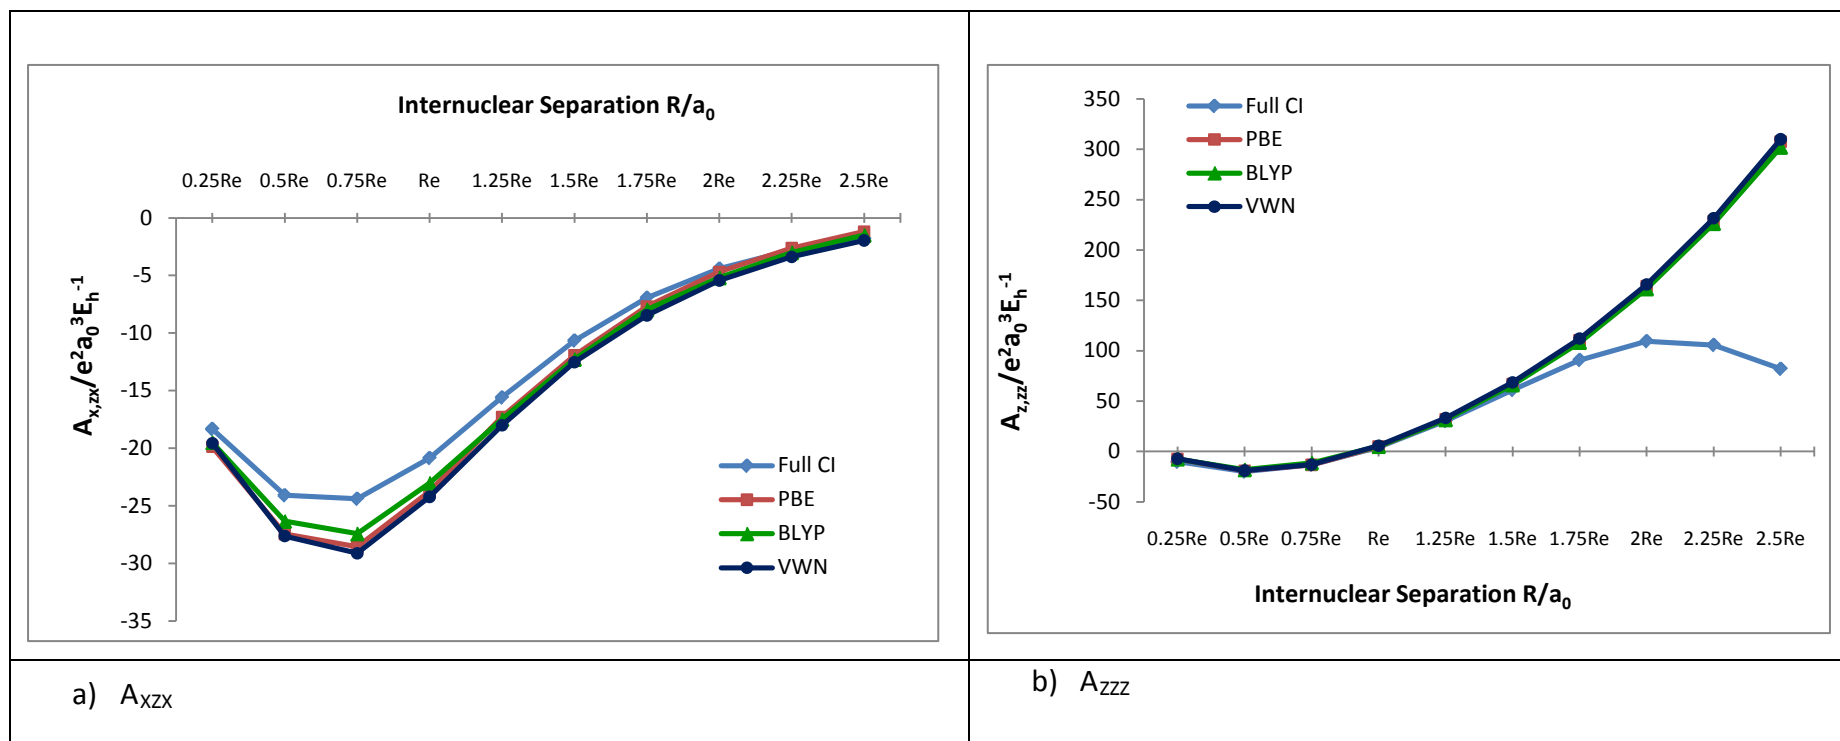 Internuclear Separation R/a0
0.25Re 0.5Re 0.75Re Re 1.25Re 1.5Re 1.75Re 2Re 2.25Re 2.5Re
0
-5
-10
-15
-20
-25
-30
-35
Ax,zx/e²a0³Eh⁻¹
Full CI
PBE
BLYP
VWN
a) AXZX
350
300
250
200
150
100
50
0
-50
Az,zz/e²a0³Eh⁻¹
Full CI
PBE
BLYP
VWN
0.25Re 0.5Re 0.75Re Re 1.25Re 1.5Re 1.75Re 2Re 2.25Re 2.5Re
Internuclear Separation R/a0
b) AZZZ